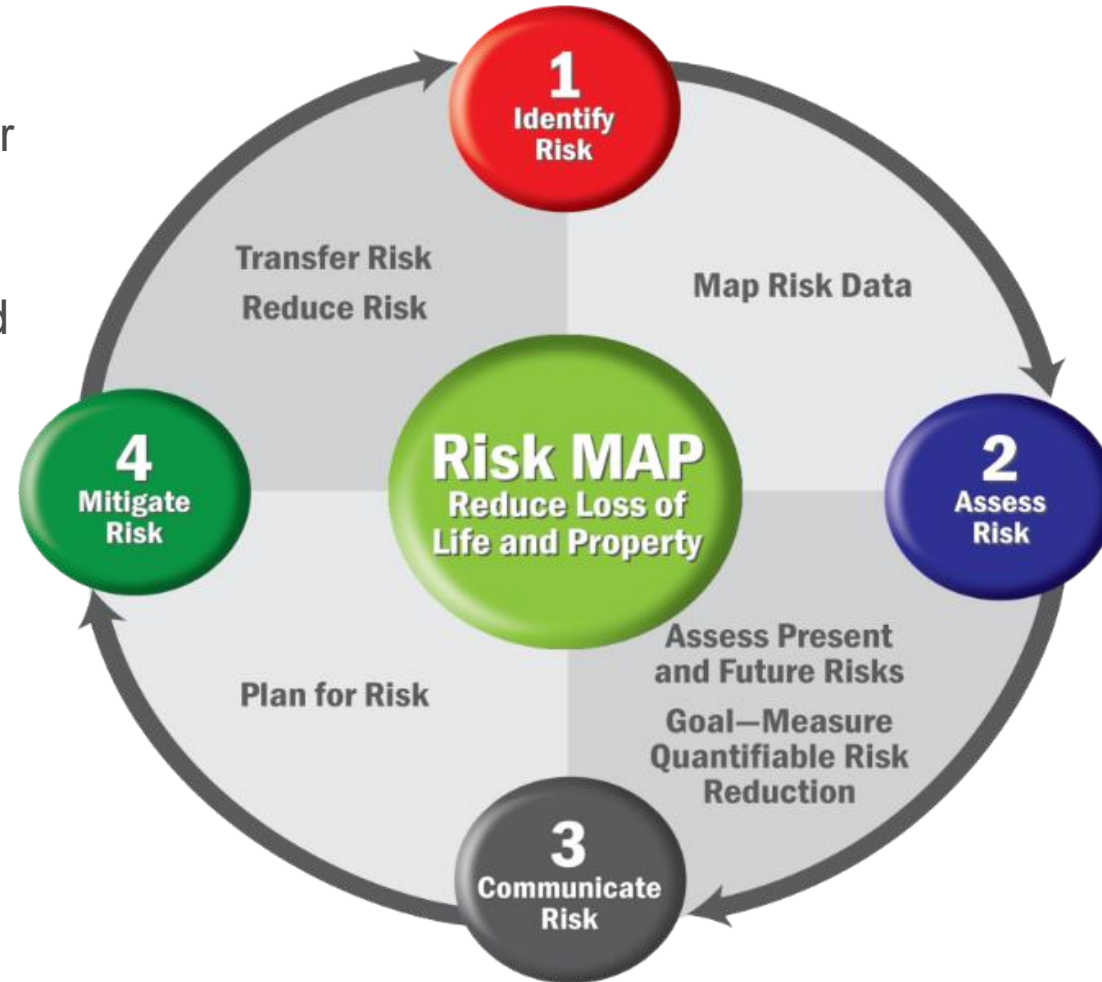 1
Identify
Risk
Transfer Risk
Reduce Risk
Map Risk Data
Risk MAP
Reduce Loss of
Life and Property
4
Mitigate
Risk
2
Assess
Risk
Assess Present
and Future Risks
Goal—Measure
Quantifiable Risk
Reduction
Plan for Risk
3
Communicate
Risk